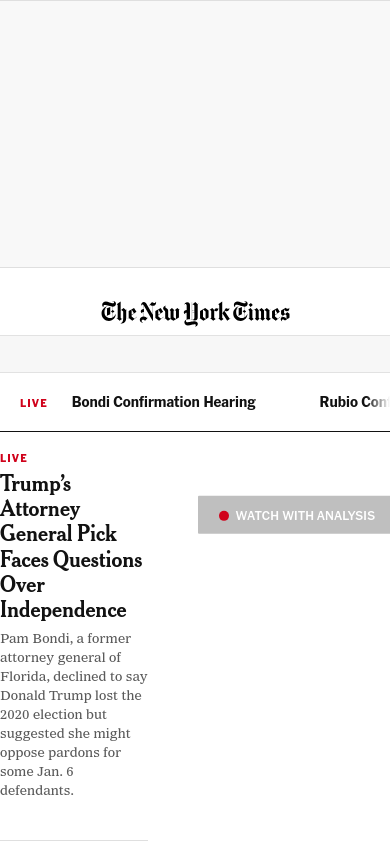 The New York Times
LIVE Bondi Confirmation Hearing Rubio Con
LIVE
Trump’s
Attorney
General Pick
Faces Questions
Over
Independence
WATCH WITH ANALYSIS
Pam Bondi, a former
attorney general of
Florida, declined to say
Donald Trump lost the
2020 election but
suggested she might
oppose pardons for
some Jan. 6
defendants.